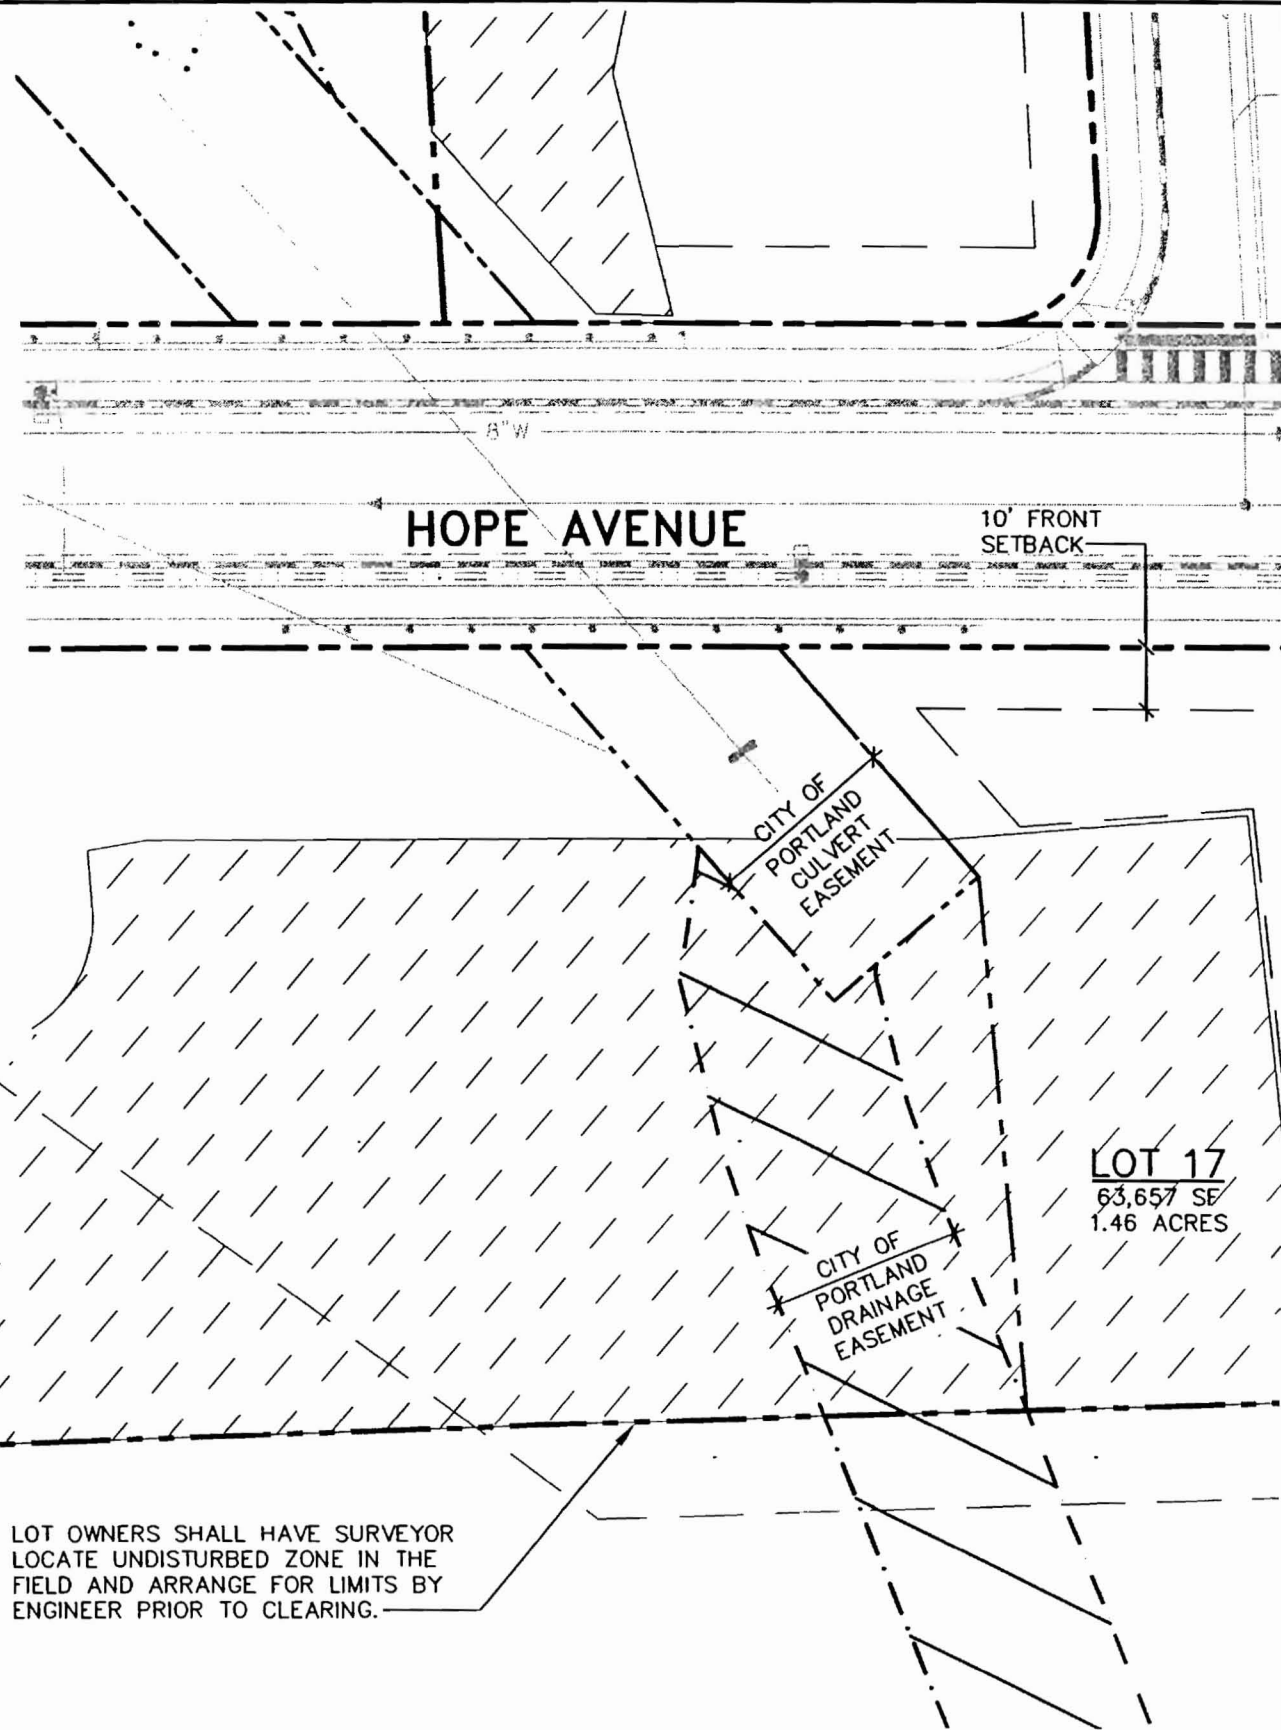 8"W
HOPE AVENUE
10' FRONT
SETBACK
CITY OF
PORTLAND
CULVERT
EASEMENT
LOT 17
63,657 SF
1.46 ACRES
CITY OF
PORTLAND
DRAINAGE
EASEMENT
LOT OWNERS SHALL HAVE SURVEYOR
LOCATE UNDISTURBED ZONE IN THE
FIELD AND ARRANGE FOR LIMITS BY
ENGINEER PRIOR TO CLEARING.